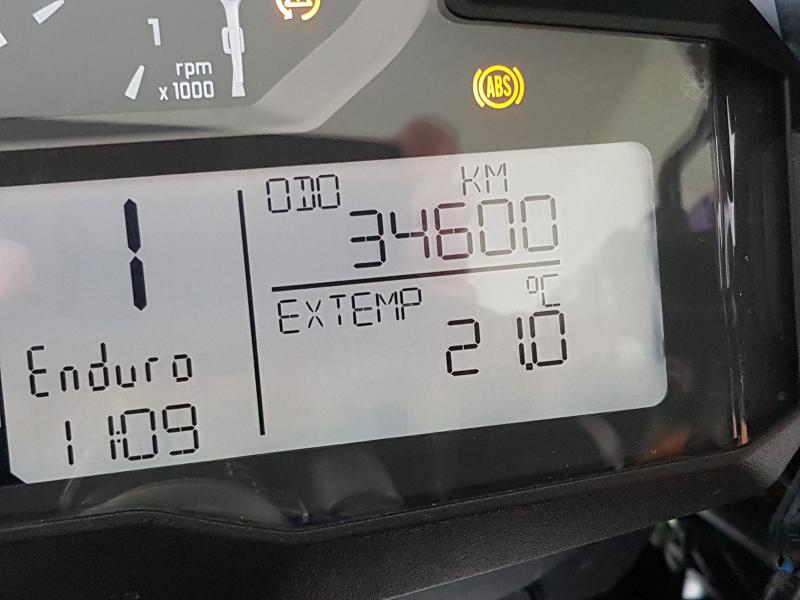 1
rpm
x 1000
ABS
1
ODO
KM
34600
EXTEMP
°C
21.0
Enduro
11:09